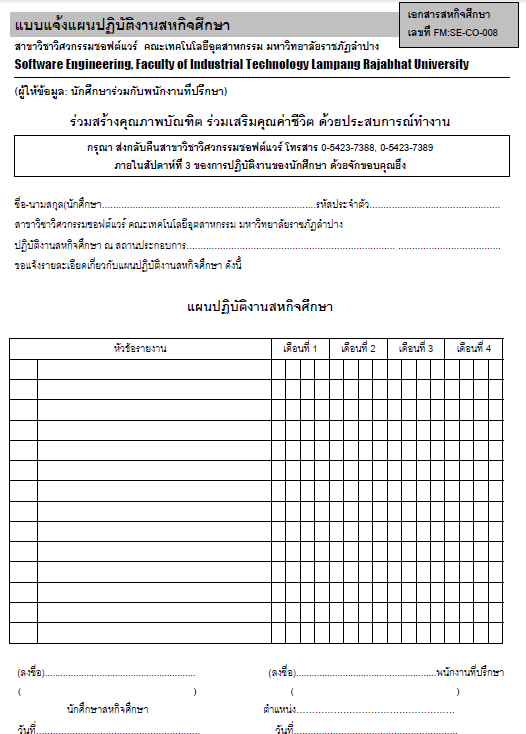 แบบแจ้งแผนปฏิบัติงานสหกิจศึกษา
เอกสารสหกิจศึกษา
เลขที่ FM:SE-CO-008
สาขาวิชาวิศวกรรมซอฟต์แวร์ คณะเทคโนโลยีอุตสาหกรรม มหาวิทยาลัยราชภัฏลำปาง
Software Engineering, Faculty of Industrial Technology Lampang Rajabhat University
(ผู้ให้ข้อมูล: นักศึกษาร่วมกับพนักงานที่ปรึกษา)
ร่วมสร้างคุณภาพบัณฑิต ร่วมเสริมคุณค่าชีวิต ด้วยประสบการณ์ทำงาน
กรุณา ส่งกลับคืนสาขาวิชาวิศวกรรมซอฟต์แวร์ โทรสาร 0-5423-7388, 0-5423-7389
ภายในสัปดาห์ที่ 3 ของการปฏิบัติงานของนักศึกษา ด้วยจักขอบคุณยิ่ง
ชื่อ-นามสกุล(นักศึกษา..............................รหัสประจำตัว..............................
สาขาวิชาวิศวกรรมซอฟต์แวร์ คณะเทคโนโลยีอุตสาหกรรม มหาวิทยาลัยราชภัฏลำปาง
ปฏิบัติงานสหกิจศึกษา ณ สถานประกอบการ.............................. ..............................
ขอแจ้งรายละเอียดเกี่ยวกับแผนปฏิบัติงานสหกิจศึกษา ดังนี้
แผนปฏิบัติงานสหกิจศึกษา
หัวข้อรายงาน เดือนที่ 1 เดือนที่ 2 เดือนที่ 3 เดือนที่ 4
(ลงชื่อ).............................. (ลงชื่อ)..............................พนักงานที่ปรึกษา
( ) ( )
นักศึกษาสหกิจศึกษา ตำแหน่ง..............................
วันที่.............................. วันที่..............................